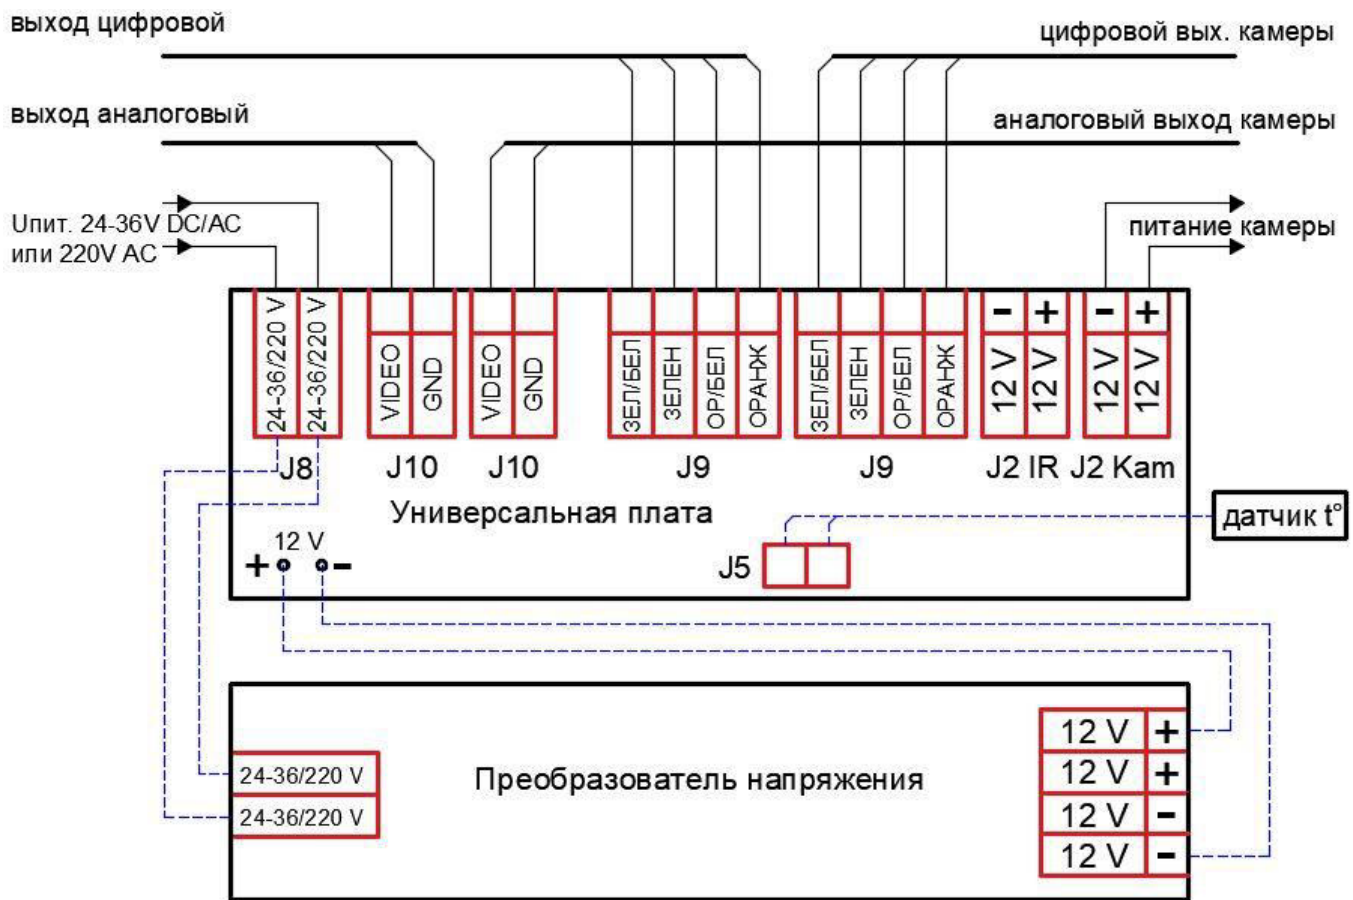 выход цифровой
цифровой вых. камеры
выход аналоговый
аналоговый выход камеры
Uпит. 24-36V DC/AC
или 220V AC
питание камеры
24-36/220 V
24-36/220 V
VIDEO
GND
VIDEO
GND
ЗЕЛ/БЕЛ
ЗЕЛЕН
ОР/БЕЛ
ОРАНЖ
ЗЕЛ/БЕЛ
ЗЕЛЕН
ОР/БЕЛ
ОРАНЖ
- 12 V
+ 12 V
- 12 V
+ 12 V
J8
J10
J10
J9
J9
J2 IR
J2 Kam
Универсальная плата
датчик t°
12 V
+ -
J5
12 V +
12 V +
12 V -
12 V -
24-36/220 V
24-36/220 V
Преобразователь напряжения